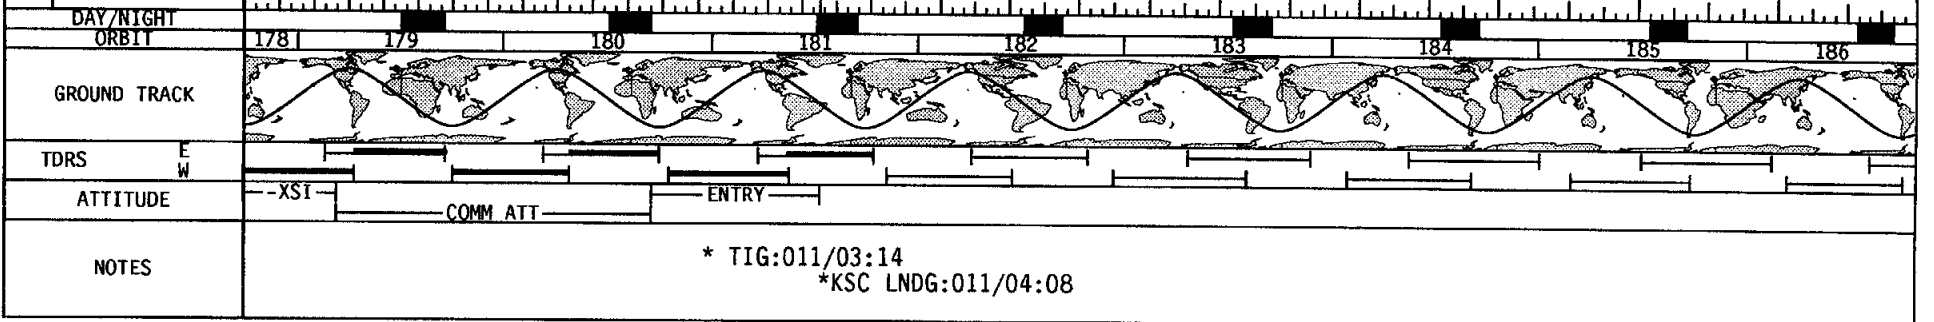 DAY/NIGHT
ORBIT 178 179 180 181 182 183 184 185 186
GROUND TRACK
TDRS E
W
ATTITUDE -XSI COMM ATT ENTRY
NOTES
* TIG:011/03:14
*KSC LNDG:011/04:08